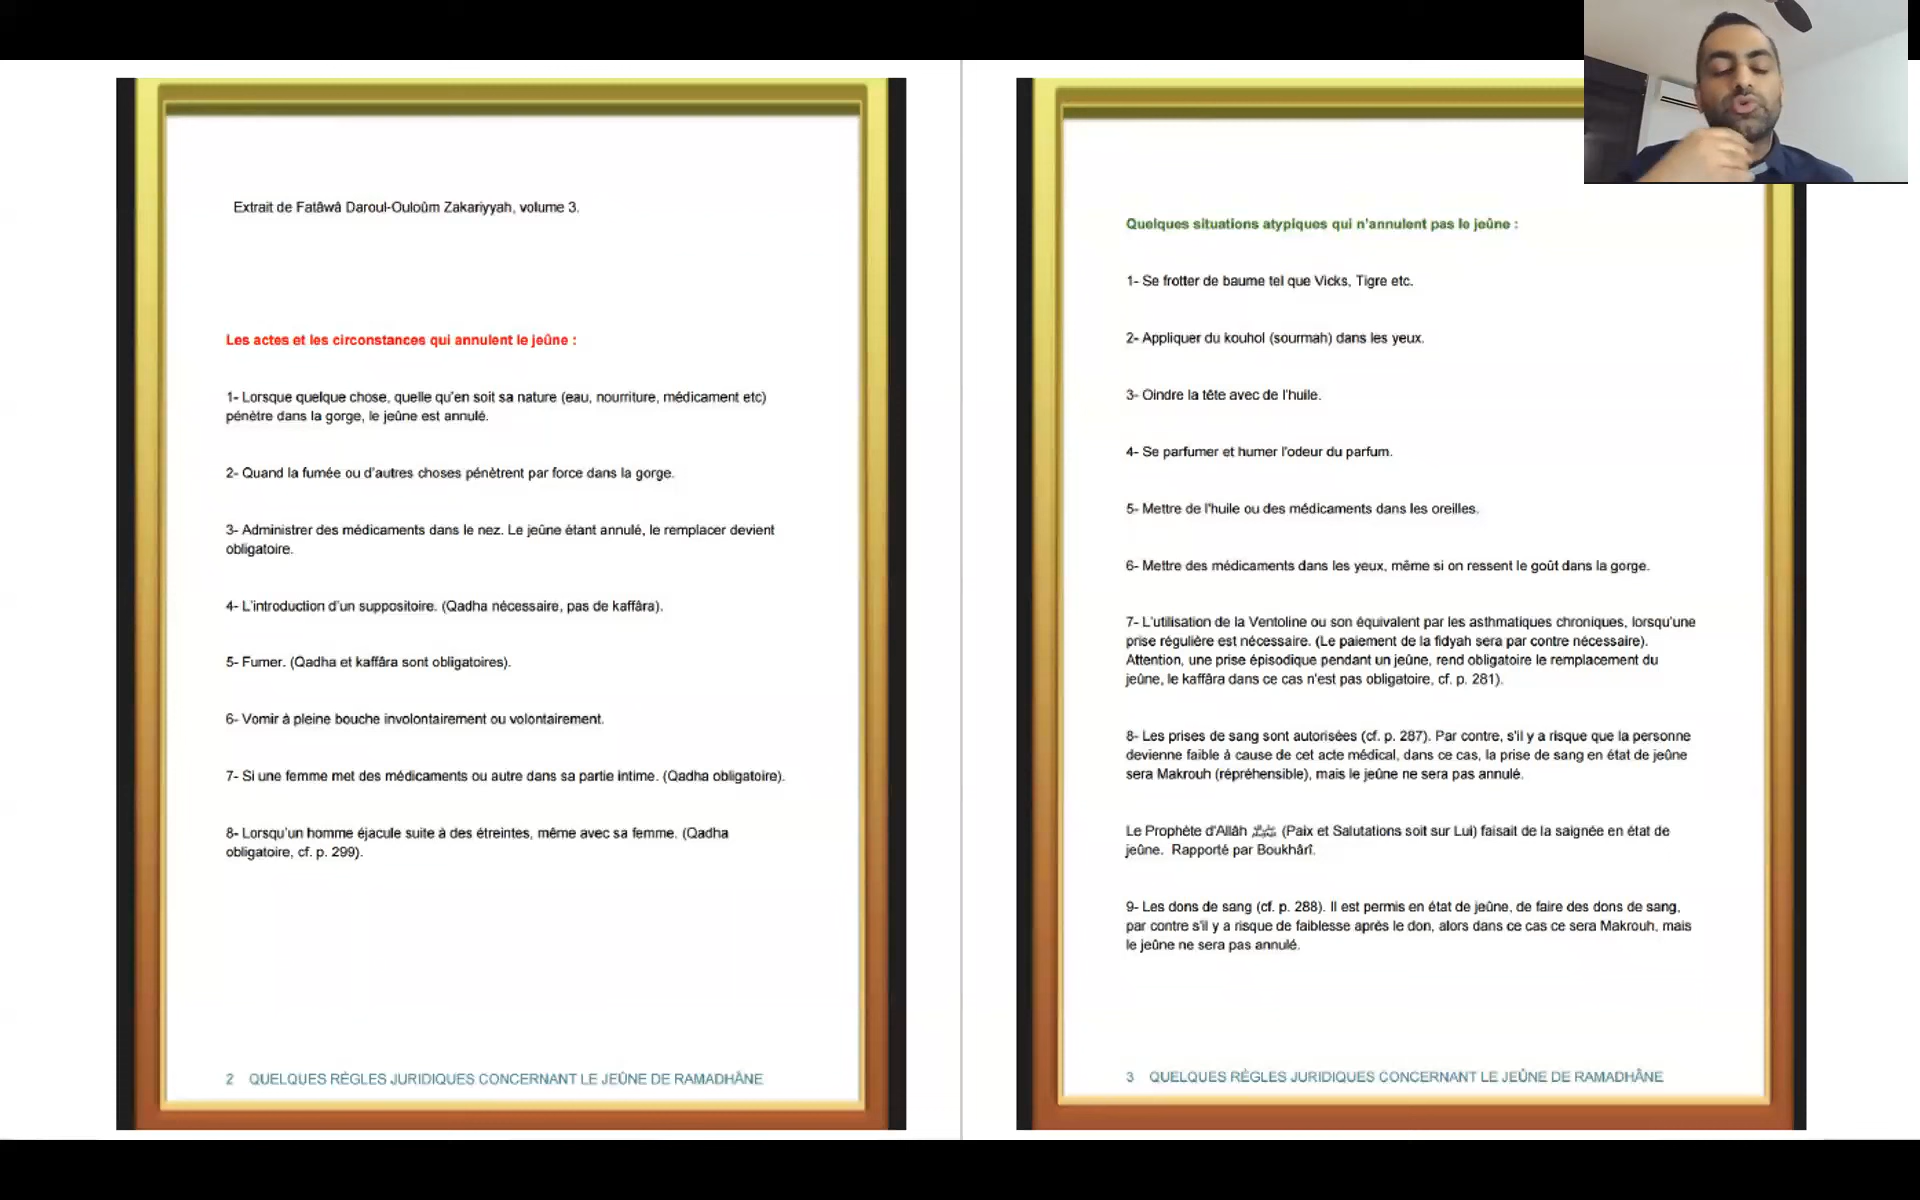 Extrait de Fatâwâ Daroul-Ouloûm Zakariyyah, volume 3.
Les actes et les circonstances qui annulent le jeûne :
1- Lorsque quelque chose, quelle qu'en soit sa nature (eau, nourriture, médicament etc)
pénètre dans la gorge, le jeûne est annulé.
2- Quand la fumée ou d'autres choses pénètrent par force dans la gorge.
3- Administrer des médicaments dans le nez. Le jeûne étant annulé, le remplacer devient
obligatoire.
4- L'introduction d'un suppositoire. (Qadha nécessaire, pas de kaffâra).
5- Fumer. (Qadha et kaffâra sont obligatoires).
6- Vomir à pleine bouche involontairement ou volontairement.
7- Si une femme met des médicaments ou autre dans sa partie intime. (Qadha obligatoire).
8- Lorsqu'un homme éjacule suite à des étreintes, même avec sa femme. (Qadha
obligatoire, cf. p. 299).
2 QUELQUES RÈGLES JURIDIQUES CONCERNANT LE JEÛNE DE RAMADHÂNE
Quelques situations atypiques qui n'annulent pas le jeûne :
1- Se frotter de baume tel que Vicks, Tigre etc.
2- Appliquer du kouhol (sourmah) dans les yeux.
3- Oindre la tête avec de l'huile.
4- Se parfumer et humer l'odeur du parfum.
5- Mettre de l'huile ou des médicaments dans les oreilles.
6- Mettre des médicaments dans les yeux, même si on ressent le goût dans la gorge.
7- L'utilisation de la Ventoline ou son équivalent par les asthmatiques chroniques, lorsqu'une
prise régulière est nécessaire. (Le paiement de la fidyah sera par contre nécessaire).
Attention, une prise épisodique pendant un jeûne, rend obligatoire le remplacement du
jeûne, le kaffâra dans ce cas n'est pas obligatoire, cf. p. 281).
8- Les prises de sang sont autorisées (cf. p. 287). Par contre, s'il y a risque que la personne
devienne faible à cause de cet acte médical, dans ce cas, la prise de sang en état de jeûne
sera Makrouh (répréhensible), mais le jeûne ne sera pas annulé.
Le Prophète d'Allâh ﷺ (Paix et Salutations soit sur Lui) faisait de la saignée en état de
jeûne. Rapporté par Boukhârî.
9- Les dons de sang (cf. p. 288). Il est permis en état de jeûne, de faire des dons de sang,
par contre s'il y a risque de faiblesse après le don, alors dans ce cas ce sera Makrouh, mais
le jeûne ne sera pas annulé.
3 QUELQUES RÈGLES JURIDIQUES CONCERNANT LE JEÛNE DE RAMADHÂNE